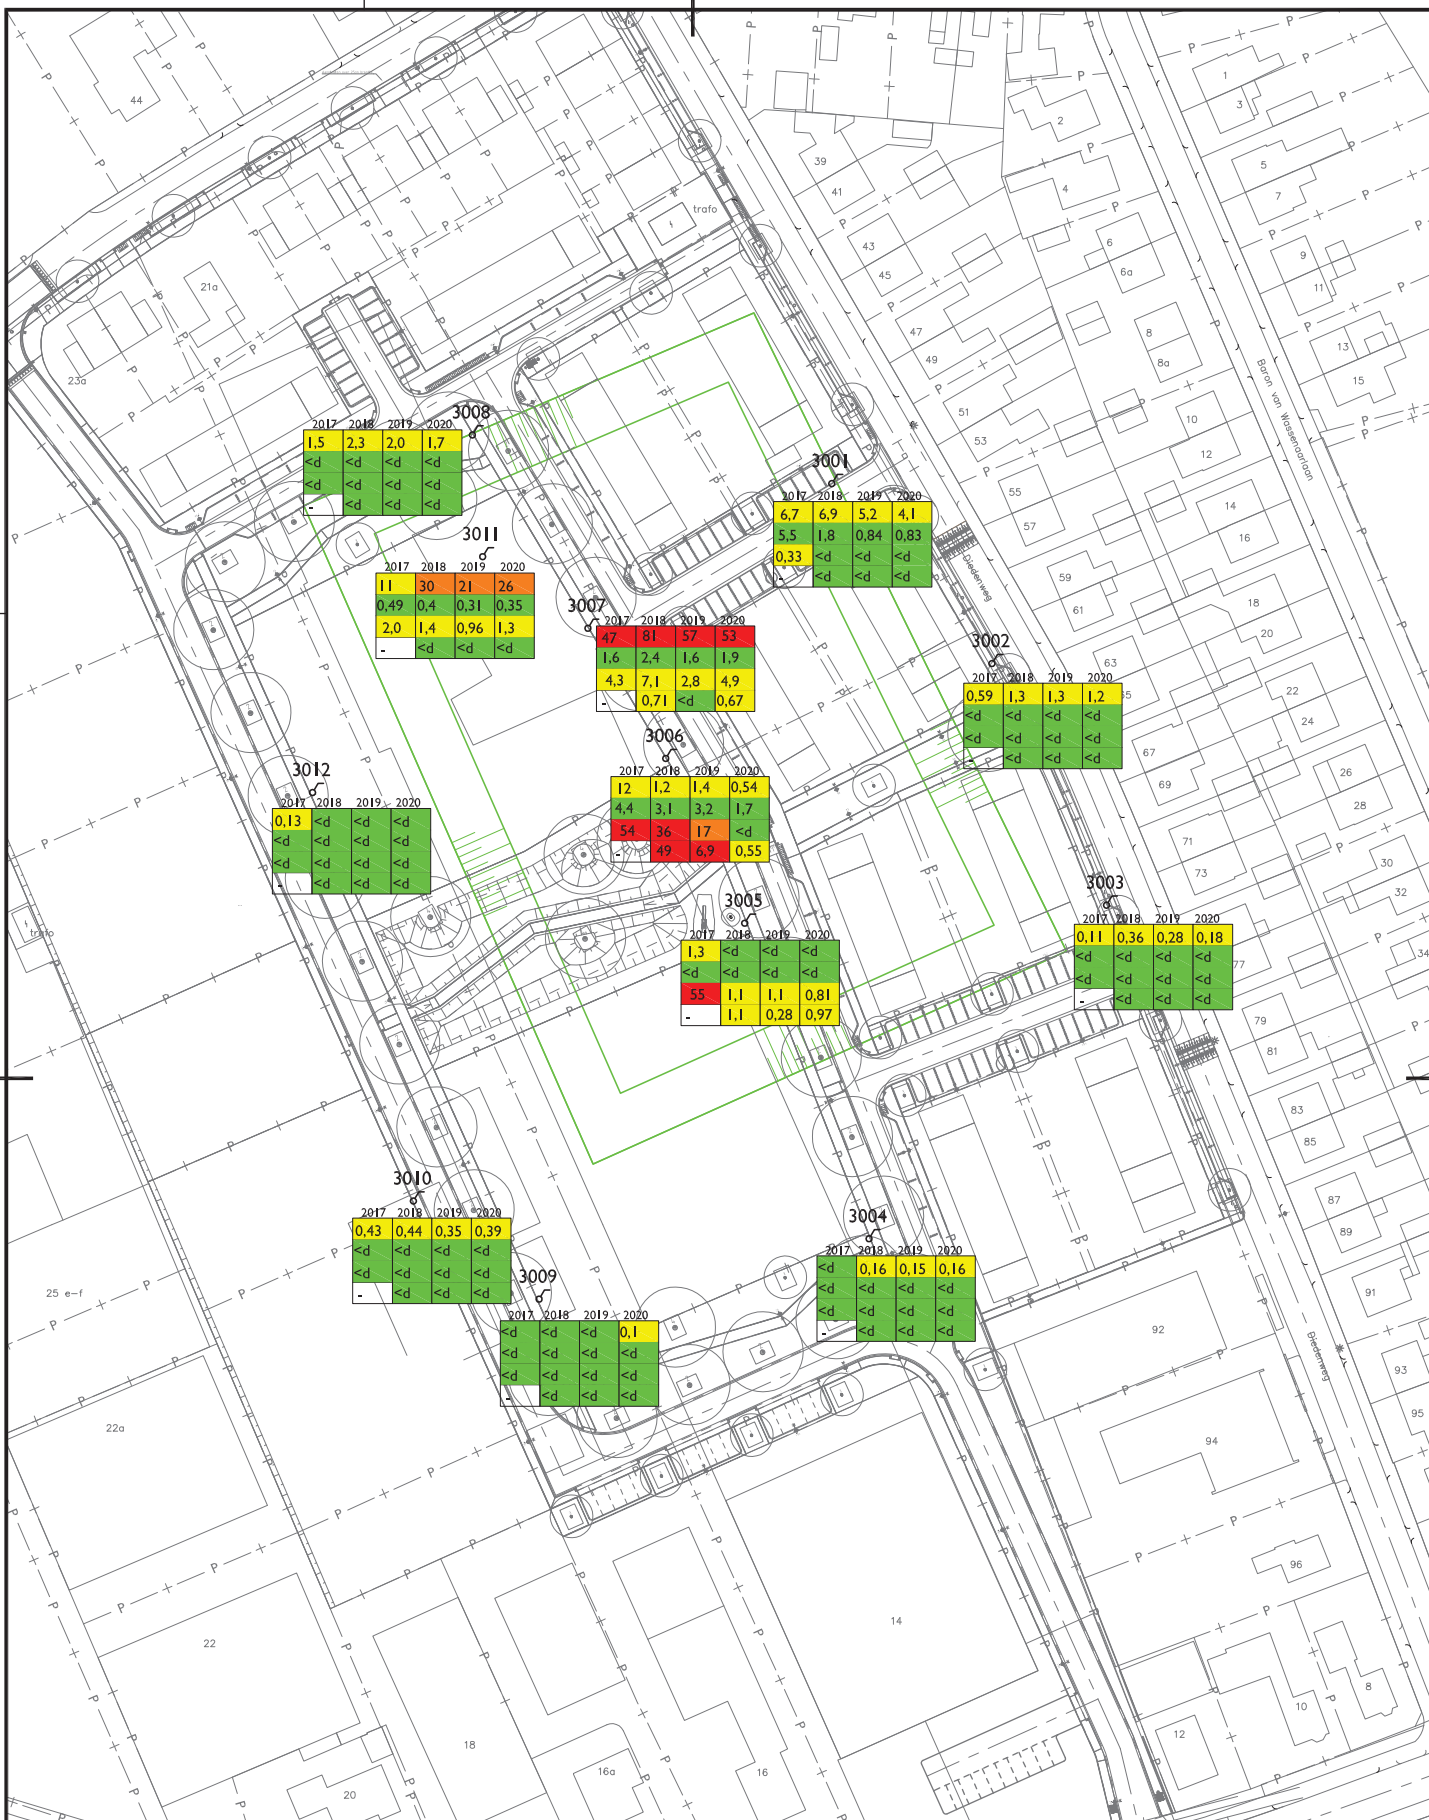 44
1
3
2
39
41
4
5
7
trafo
43
45
6
6a
9
11
21a
47
49
8
8a
13
15
23a
Baron van Wassenaarlaan
51
53
10
12
3008
2017 2018 2019 2020
1,5 2,3 2,0 1,7
<d <d <d <d
<d <d <d <d
- <d <d <d
3001
2017 2018 2019 2020
6,7 6,9 5,2 4,1
5,5 1,8 0,84 0,83
0,33 <d <d <d
- <d <d <d
55
57
14
16
Diedenweg
59
61
18
20
3011
2017 2018 2019 2020
11 30 21 26
0,49 0,4 0,31 0,35
2,0 1,4 0,96 1,3
- <d <d <d
3007
2017 2018 2019 2020
47 81 57 53
1,6 2,4 1,6 1,9
4,3 7,1 2,8 4,9
- 0,71 <d 0,67
3002
2017 2018 2019 2020
0,59 1,3 1,3 1,2
<d <d <d <d
<d <d <d <d
- <d <d <d
63
65
22
24
67
69
26
28
3006
2017 2018 2019 2020
12 1,2 1,4 0,54
4,4 3,1 3,2 1,7
54 36 17 <d
- 49 6,9 0,55
3012
2017 2018 2019 2020
0,13 <d <d <d
<d <d <d <d
<d <d <d <d
- <d <d <d
71
73
30
32
34
3005
2017 2018 2019 2020
1,3 <d <d <d
<d <d <d <d
55 1,1 1,1 0,81
- 1,1 0,28 0,97
3003
2017 2018 2019 2020
0,11 0,36 0,28 0,18
<d <d <d <d
<d <d <d <d
- <d <d <d
trafo
77
79
81
83
85
87
89
3010
2017 2018 2019 2020
0,43 0,44 0,35 0,39
<d <d <d <d
<d <d <d <d
- <d <d <d
3004
2017 2018 2019 2020
<d 0,16 0,15 0,16
<d <d <d <d
<d <d <d <d
- <d <d <d
3009
2017 2018 2019 2020
<d <d <d 0,1
<d <d <d <d
<d <d <d <d
- <d <d <d
25 e-f
91
92
Diedenweg
93
95
22a
94
96
22
14
18
16a
16
20
12
10
8